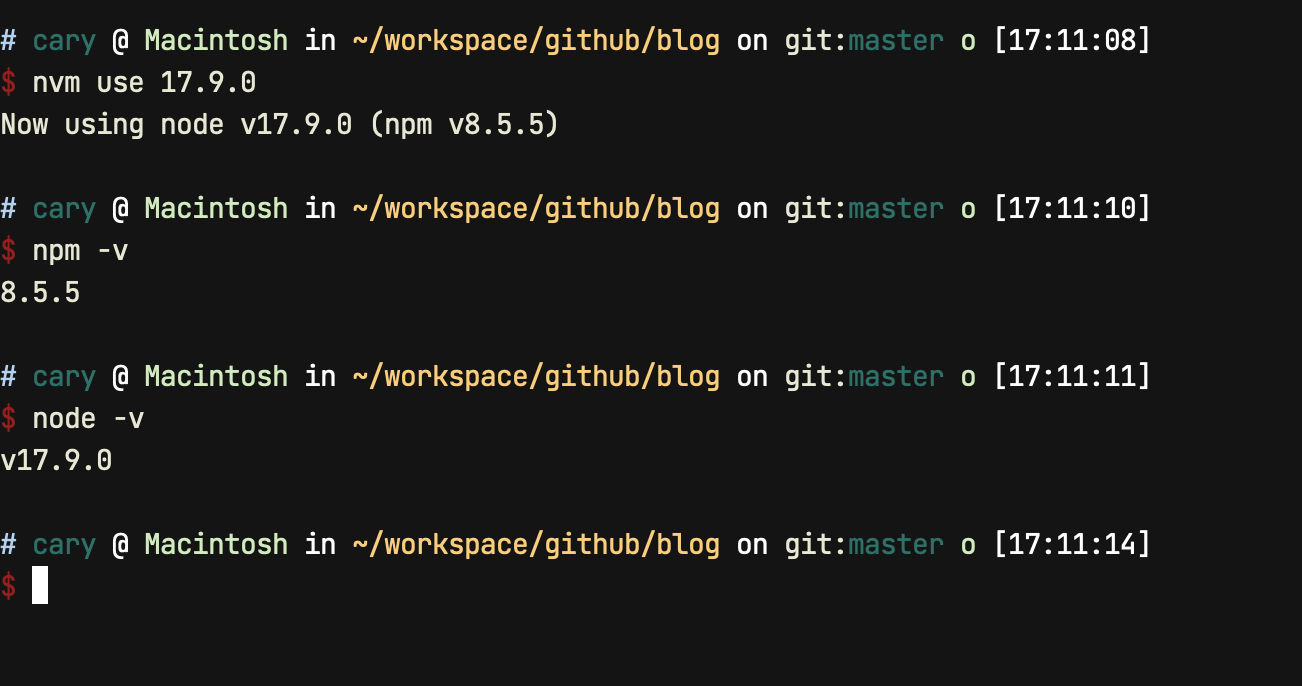 # cary @ Macintosh in ~/workspace/github/blog on git:master o [17:11:08]
$ nvm use 17.9.0
Now using node v17.9.0 (npm v8.5.5)
# cary @ Macintosh in ~/workspace/github/blog on git:master o [17:11:10]
$ npm -v
8.5.5
# cary @ Macintosh in ~/workspace/github/blog on git:master o [17:11:11]
$ node -v
v17.9.0
# cary @ Macintosh in ~/workspace/github/blog on git:master o [17:11:14]
$